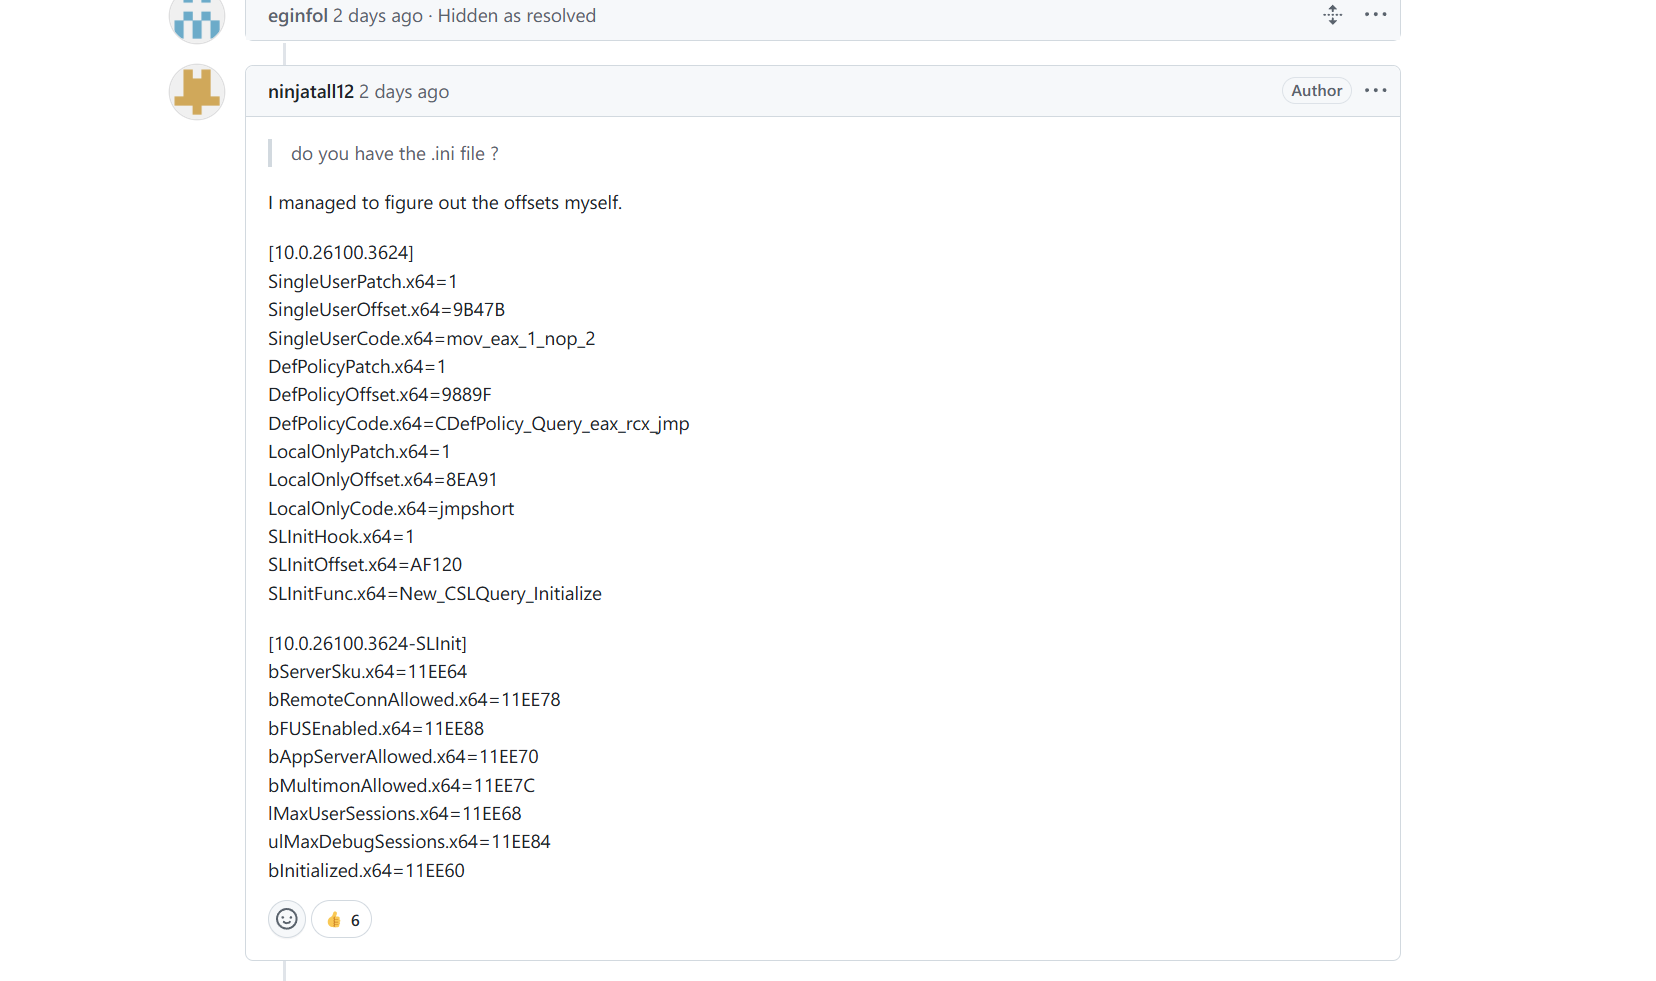 eginfol 2 days ago · Hidden as resolved
ninjatall12 2 days ago
Author
do you have the .ini file ?
I managed to figure out the offsets myself.
[10.0.26100.3624]
SingleUserPatch.x64=1
SingleUserOffset.x64=9B47B
SingleUserCode.x64=mov_eax_1_nop_2
DefPolicyPatch.x64=1
DefPolicyOffset.x64=9889F
DefPolicyCode.x64=CDefPolicy_Query_eax_rcx_jmp
LocalOnlyPatch.x64=1
LocalOnlyOffset.x64=8EA91
LocalOnlyCode.x64=jmpshort
SLInitHook.x64=1
SLInitOffset.x64=AF120
SLInitFunc.x64=New_CSLQuery_Initialize
[10.0.26100.3624-SLInit]
bServerSku.x64=11EE64
bRemoteConnAllowed.x64=11EE78
bFUSEnabled.x64=11EE88
bAppServerAllowed.x64=11EE70
bMultimonAllowed.x64=11EE7C
lMaxUserSessions.x64=11EE68
ulMaxDebugSessions.x64=11EE84
bInitialized.x64=11EE60
6